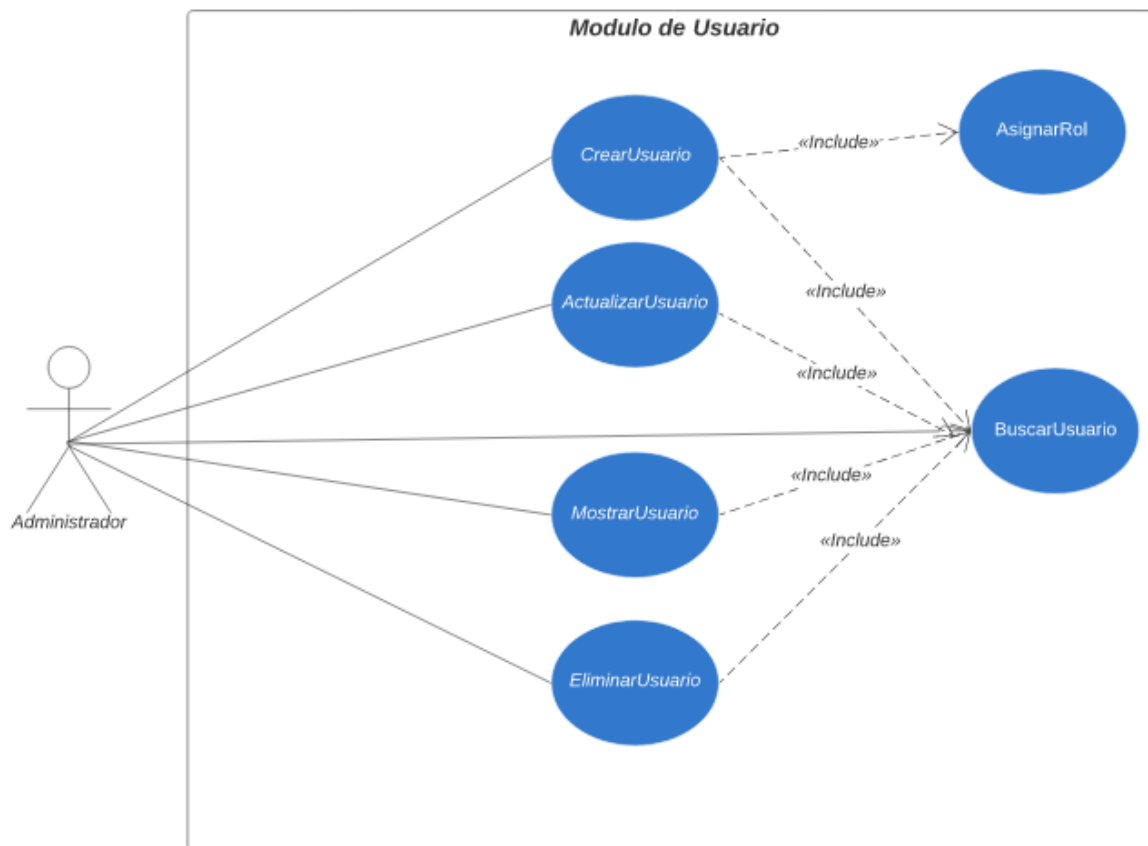 Modulo de Usuario
CrearUsuario
«Include»
AsignarRol
«Include»
ActualizarUsuario
«Include»
BuscarUsuario
MostrarUsuario
«Include»
Administrador
«Include»
EliminarUsuario